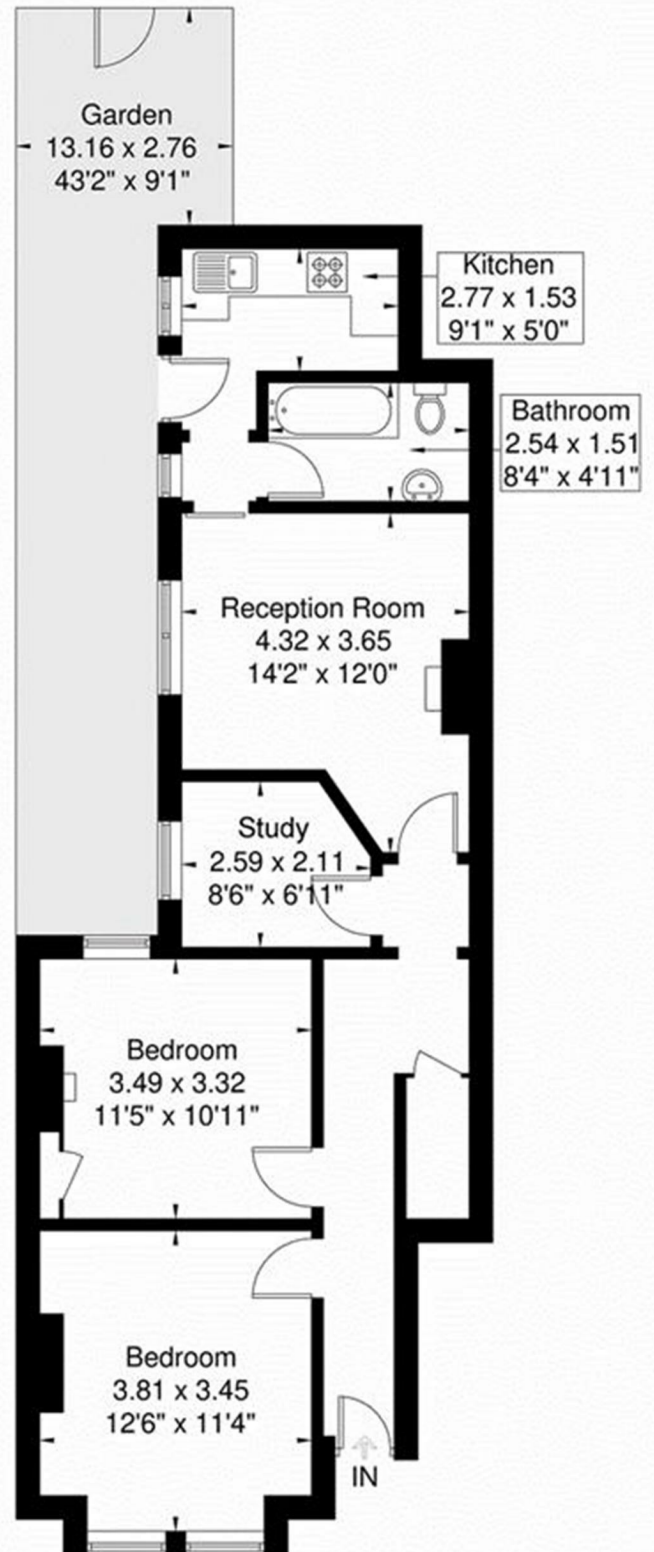 Garden
13.16 x 2.76
43'2" x 9'1"
Kitchen
2.77 x 1.53
9'1" x 5'0"
Bathroom
2.54 x 1.51
8'4" x 4'11"
Reception Room
4.32 x 3.65
14'2" x 12'0"
Study
2.59 x 2.11
8'6" x 6'11"
Bedroom
3.49 x 3.32
11'5" x 10'11"
Bedroom
3.81 x 3.45
12'6" x 11'4"
IN